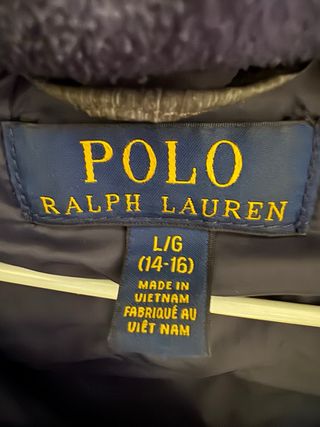 POLO
RALPH LAUREN
L/G
(14-16)
MADE IN
VIETNAM
FABRIQUÉ AU
VIÊT NAM